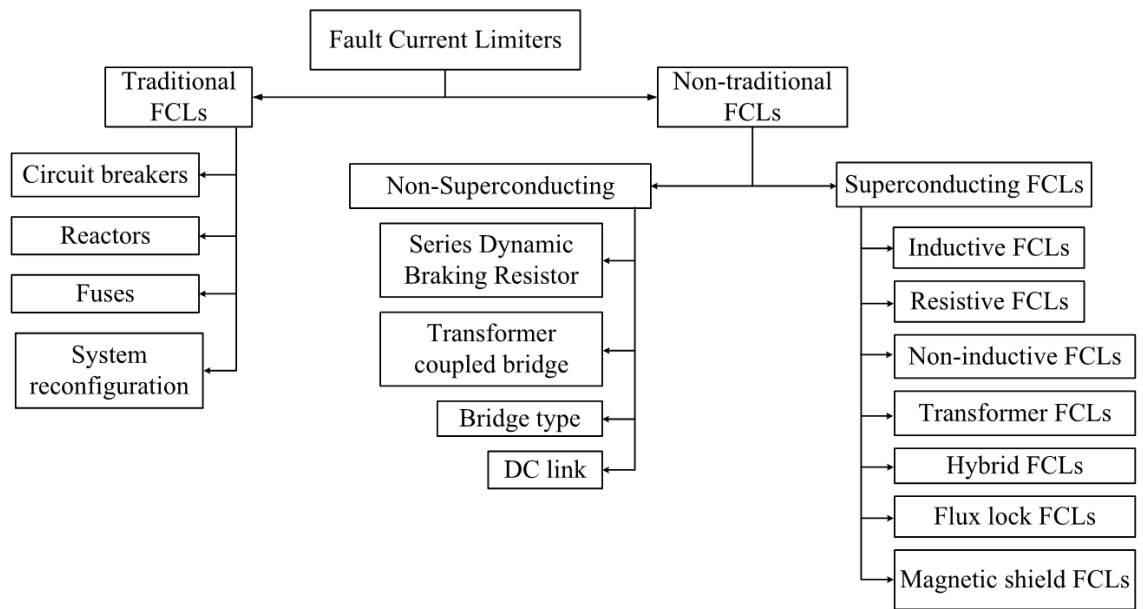 Fault Current Limiters
Traditional
FCLs
Non-traditional
FCLs
Circuit breakers
Reactors
Fuses
System
reconfiguration
Non-Superconducting
Series Dynamic
Braking Resistor
Transformer
coupled bridge
Bridge type
DC link
Superconducting FCLs
Inductive FCLs
Resistive FCLs
Non-inductive FCLs
Transformer FCLs
Hybrid FCLs
Flux lock FCLs
Magnetic shield FCLs